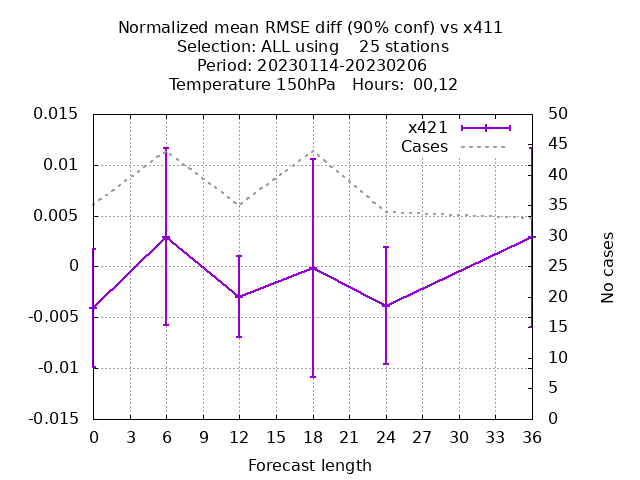 Normalized mean RMSE diff (90% conf) vs x411
Selection: ALL using    25 stations
Period: 20230114-20230206
Temperature 150hPa   Hours:  00,12
0.015
0.01
0.005
0
-0.005
-0.01
-0.015
x421
Cases
50
45
40
35
30
25
20
15
10
5
0
No cases
0 3 6 9 12 15 18 21 24 27 30 33 36
Forecast length